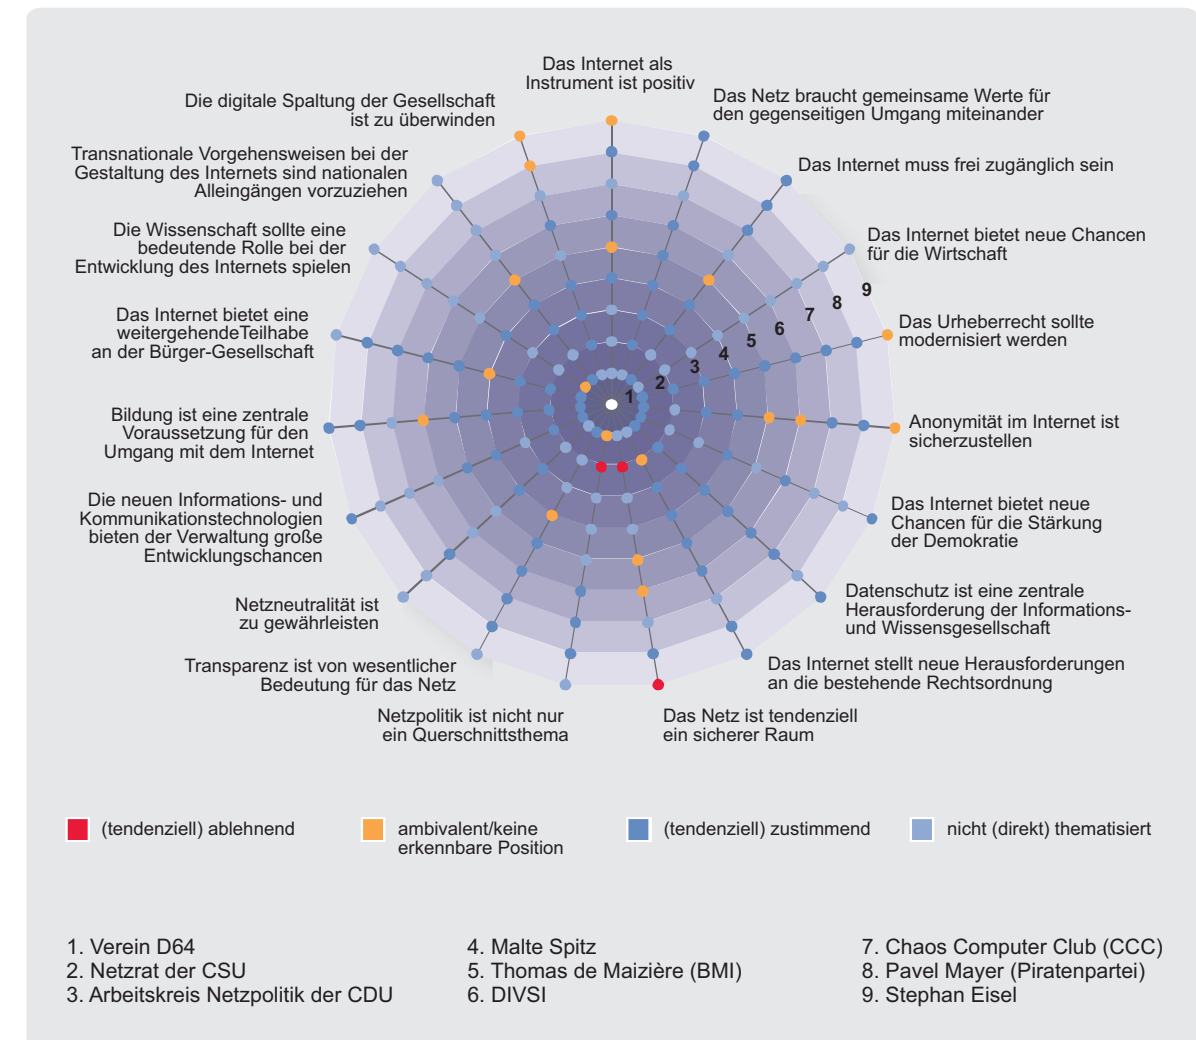 Das Internet als
Instrument ist positiv
Das Netz braucht gemeinsame Werte für
den gegenseitigen Umgang miteinander
Das Internet muss frei zugänglich sein
Das Internet bietet neue Chancen
für die Wirtschaft
Das Urheberrecht sollte
modernisiert werden
Anonymität im Internet ist
sicherzustellen
Das Internet bietet neue
Chancen für die Stärkung
der Demokratie
Datenschutz ist eine zentrale
Herausforderung der Informations-
und Wissensgesellschaft
Das Internet stellt neue Herausforderungen
an die bestehende Rechtsordnung
Das Netz ist tendenziell
ein sicherer Raum
Netzpolitik ist nicht nur
ein Querschnittsthema
Transparenz ist von wesentlicher
Bedeutung für das Netz
Netzneutralität ist
zu gewährleisten
Die neuen Informations- und
Kommunikationstechnologien
bieten der Verwaltung große
Entwicklungschancen
Bildung ist eine zentrale
Voraussetzung für den
Umgang mit dem Internet
Das Internet bietet eine
weitergehendeTeilhabe
an der Bürger-Gesellschaft
Die Wissenschaft sollte eine
bedeutende Rolle bei der
Entwicklung des Internets spielen
Transnationale Vorgehensweisen bei der
Gestaltung des Internets sind nationalen
Alleingängen vorzuziehen
Die digitale Spaltung der Gesellschaft
ist zu überwinden
1
2
3
4
5
6
7
8
9
(tendenziell) ablehnend
ambivalent/keine
erkennbare Position
(tendenziell) zustimmend
nicht (direkt) thematisiert
1. Verein D64
2. Netzrat der CSU
3. Arbeitskreis Netzpolitik der CDU
4. Malte Spitz
5. Thomas de Maizière (BMI)
6. DIVSI
7. Chaos Computer Club (CCC)
8. Pavel Mayer (Piratenpartei)
9. Stephan Eisel